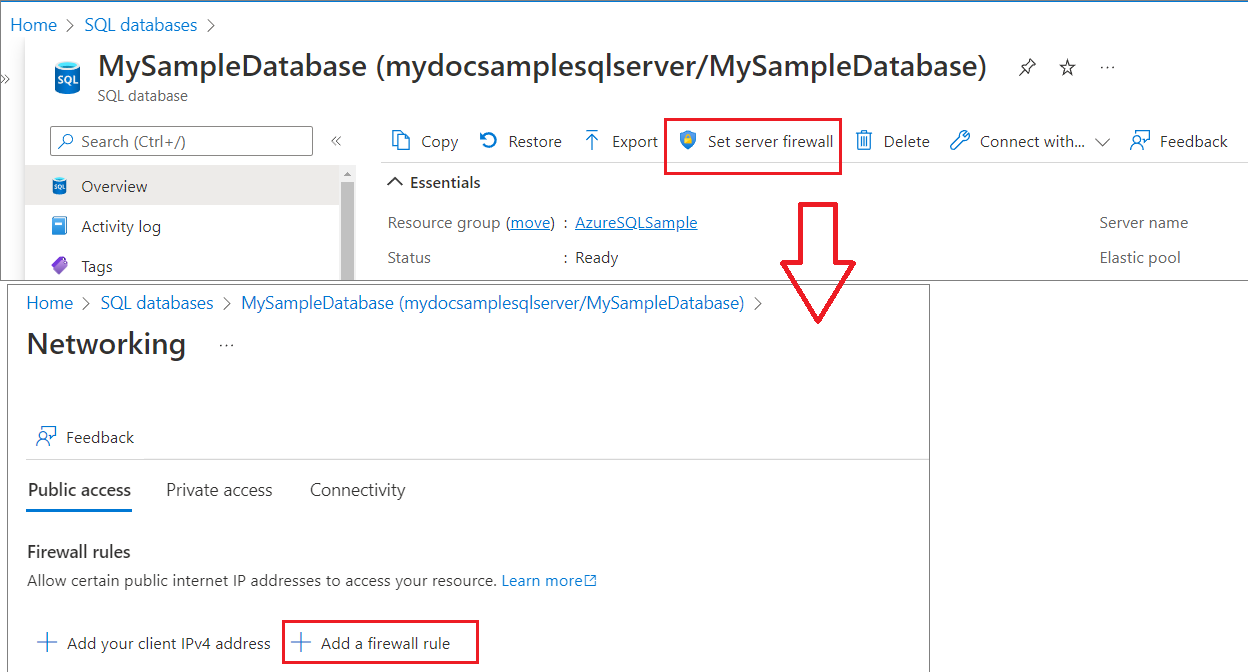 Home > SQL databases >
MySampleDatabase (mydocsamplesqlserver/MySampleDatabase) ...
SQL
SQL database
Search (Ctrl+/)
Copy Restore Export Set server firewall Delete Connect with... Feedback
Overview
Essentials
Activity log
Resource group (move) : AzureSQLSample Server name
Tags
Status : Ready Elastic pool
Home > SQL databases > MySampleDatabase (mydocsamplesqlserver/MySampleDatabase) >
Networking ...
Feedback
Public access Private access Connectivity
Firewall rules
Allow certain public internet IP addresses to access your resource. Learn more
+ Add your client IPv4 address + Add a firewall rule